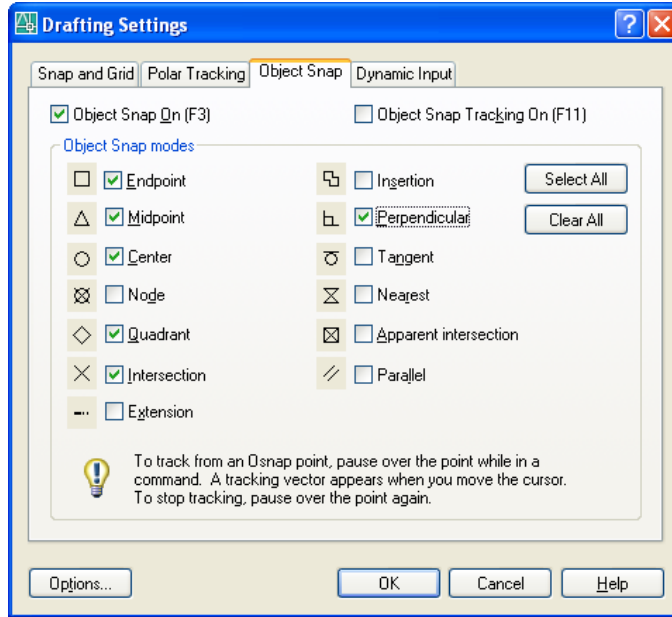 Drafting Settings
Snap and Grid Polar Tracking Object Snap Dynamic Input
Object Snap On (F3) Object Snap Tracking On (F11)
Object Snap modes
Endpoint Insertion Select All
Midpoint Perpendicular Clear All
Center Tangent
Node Nearest
Quadrant Apparent intersection
Intersection Parallel
Extension
To track from an Osnap point, pause over the point while in a
command. A tracking vector appears when you move the cursor.
To stop tracking, pause over the point again.
Options... OK Cancel Help